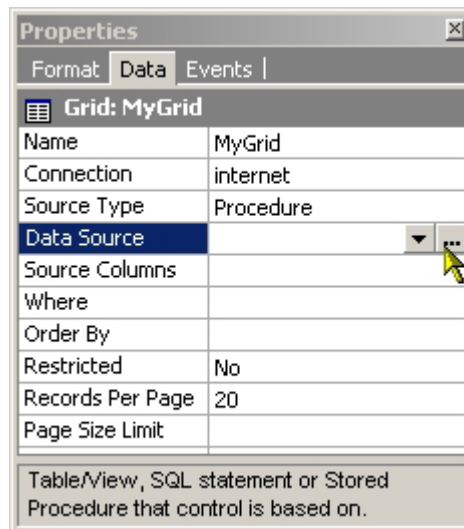 Properties
Format Data Events
Grid: MyGrid
Name MyGrid
Connection internet
Source Type Procedure
Data Source ...
Source Columns
Where
Order By
Restricted No
Records Per Page 20
Page Size Limit
Table/View, SQL statement or Stored
Procedure that control is based on.